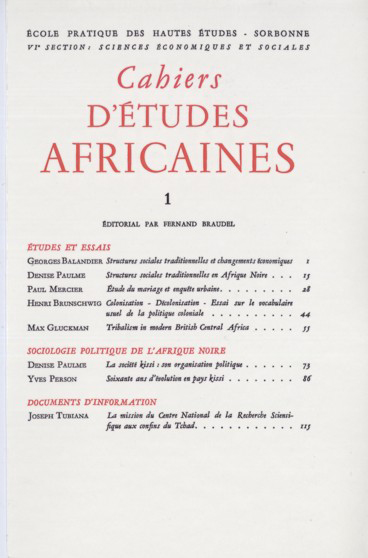 ÉCOLE PRATIQUE DES HAUTES ÉTUDES - SORBONNE
VIe SECTION : SCIENCES ÉCONOMIQUES ET SOCIALES
Cahiers
D'ÉTUDES
AFRICAINES
1
ÉDITORIAL PAR FERNAND BRAUDEL
ÉTUDES ET ESSAIS
GEORGES BALANDIER Structures sociales traditionnelles et changements économiques 1
DENISE PAULME Structures sociales traditionnelles en Afrique Noire . . . 15
PAUL MERCIER Étude du mariage et enquête urbaine . . . . . . . . . . 28
HENRI BRUNSCHWIG Colonisation - Décolonisation - Essai sur le vocabulaire
usuel de la politique coloniale . . . . . . . . . . 44
MAX GLUCKMAN Tribalism in modern British Central Africa . . . . . 55
SOCIOLOGIE POLITIQUE DE L'AFRIQUE NOIRE
DENISE PAULME La société kissi : son organisation politique . . . . . . 73
YVES PERSON Soixante ans d'évolution en pays kissi . . . . . . . . 86
DOCUMENTS D'INFORMATION
JOSEPH TUBIANA La mission du Centre National de la Recherche Scienti-
fique aux confins du Tchad. . . . . . . . . . . . 115